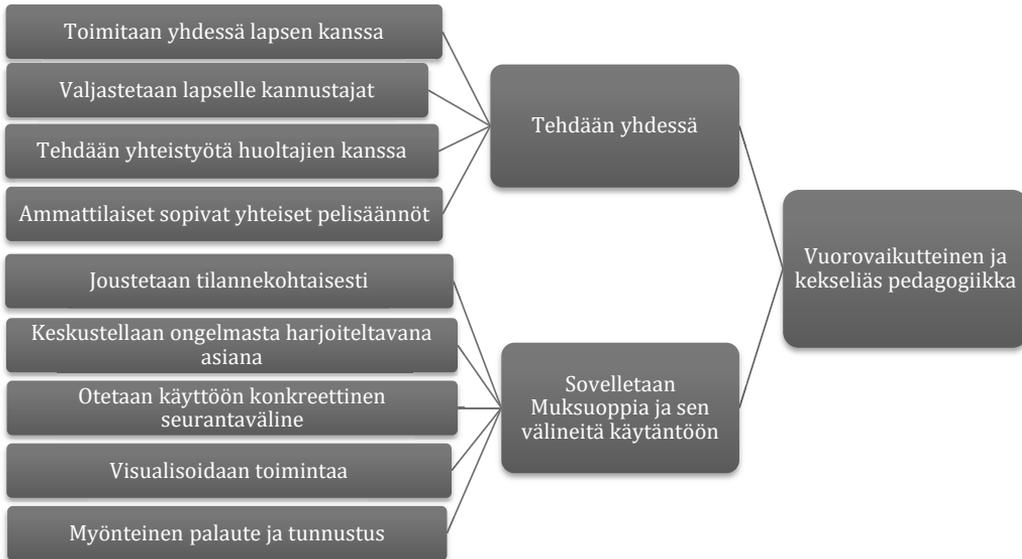 Toimitaan yhdessä lapsen kanssa
Valjastetaan lapselle kannustajat
Tehdään yhteistyötä huoltajien kanssa
Ammattilaiset sopivat yhteiset pelisäännöt
Tehdään yhdessä
Joustetaan tilannekohtaisesti
Keskustellaan ongelmasta harjoiteltavana
asiana
Otetaan käyttöön konkreettinen
seurantaväline
Visualisoidaan toimintaa
Myönteinen palaute ja tunnustus
Sovelletaan
Muksuoppia ja sen
välineitä käytäntöön
Vuorovaikutteinen ja
kekseliäs pedagogiikka